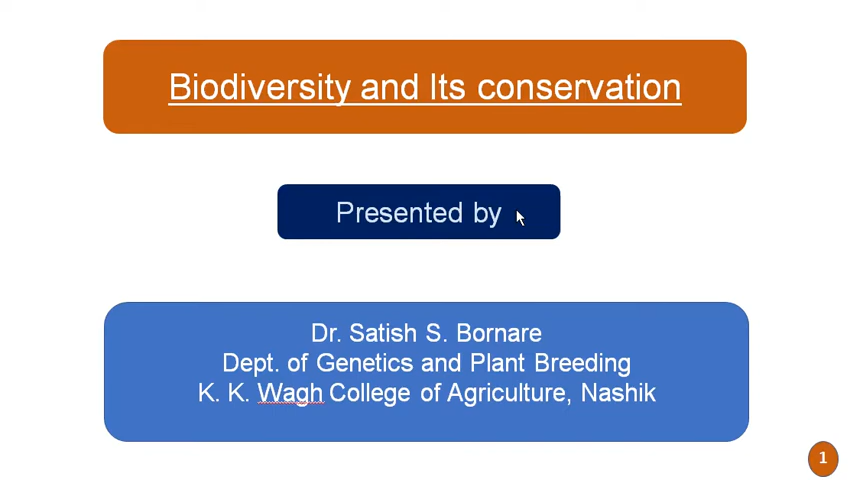 Biodiversity and Its conservation
Presented by
Dr. Satish S. Bornare
Dept. of Genetics and Plant Breeding
K. K. Wagh College of Agriculture, Nashik
1